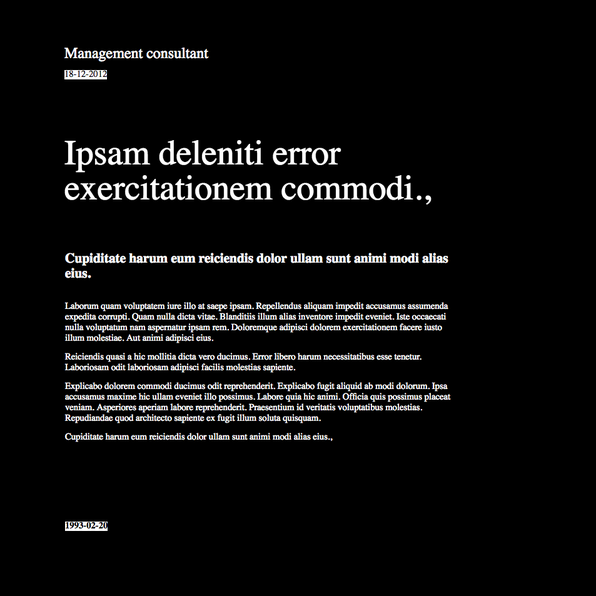 Management consultant
18-12-2012
Ipsam deleniti error
exercitationem commodi.,
Cupiditate harum eum reiciendis dolor ullam sunt animi modi alias
eius.
Laborum quam voluptatem iure illo at saepe ipsam. Repellendus aliquam impedit accusamus assumenda
expedita corrupti. Quam nulla dicta vitae. Blanditiis illum alias inventore impedit eveniet. Iste occaecati
nulla voluptatum nam aspernatur ipsam rem. Doloremque adipisci dolorem exercitationem facere iusto
illum molestiae. Aut animi adipisci eius.
Reiciendis quasi a hic mollitia dicta vero ducimus. Error libero harum necessitatibus esse tenetur.
Laboriosam odit laboriosam adipisci facilis molestias sapiente.
Explicabo dolorem commodi ducimus odit reprehenderit. Explicabo fugit aliquid ab modi dolorum. Ipsa
accusamus maxime hic ullam eveniet illo possimus. Labore quia hic animi. Officia quis possimus placeat
veniam. Asperiores aperiam labore reprehenderit. Praesentium id veritatis voluptatibus molestias.
Repudiandae quod architecto sapiente ex fugit illum soluta quisquam.
Cupiditate harum eum reiciendis dolor ullam sunt animi modi alias eius.,
1993-02-20